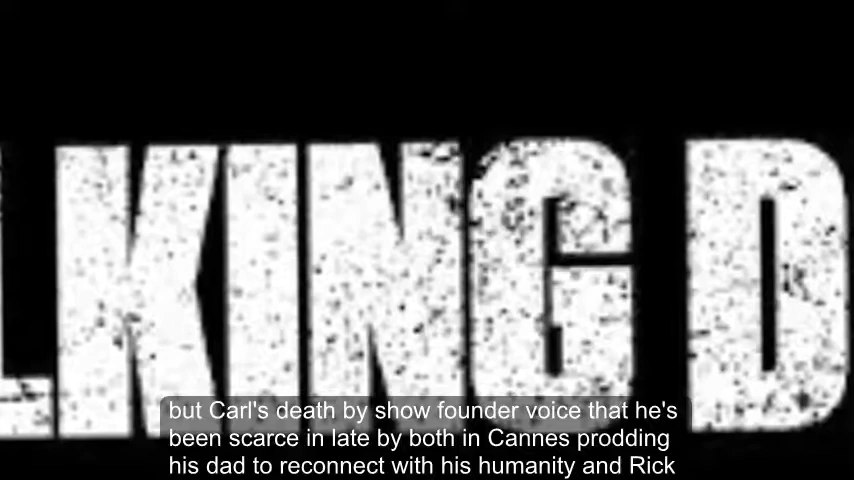 LKING D
but Carl's death by show founder voice that he's
been scarce in late by both in Cannes prodding
his dad to reconnect with his humanity and Rick